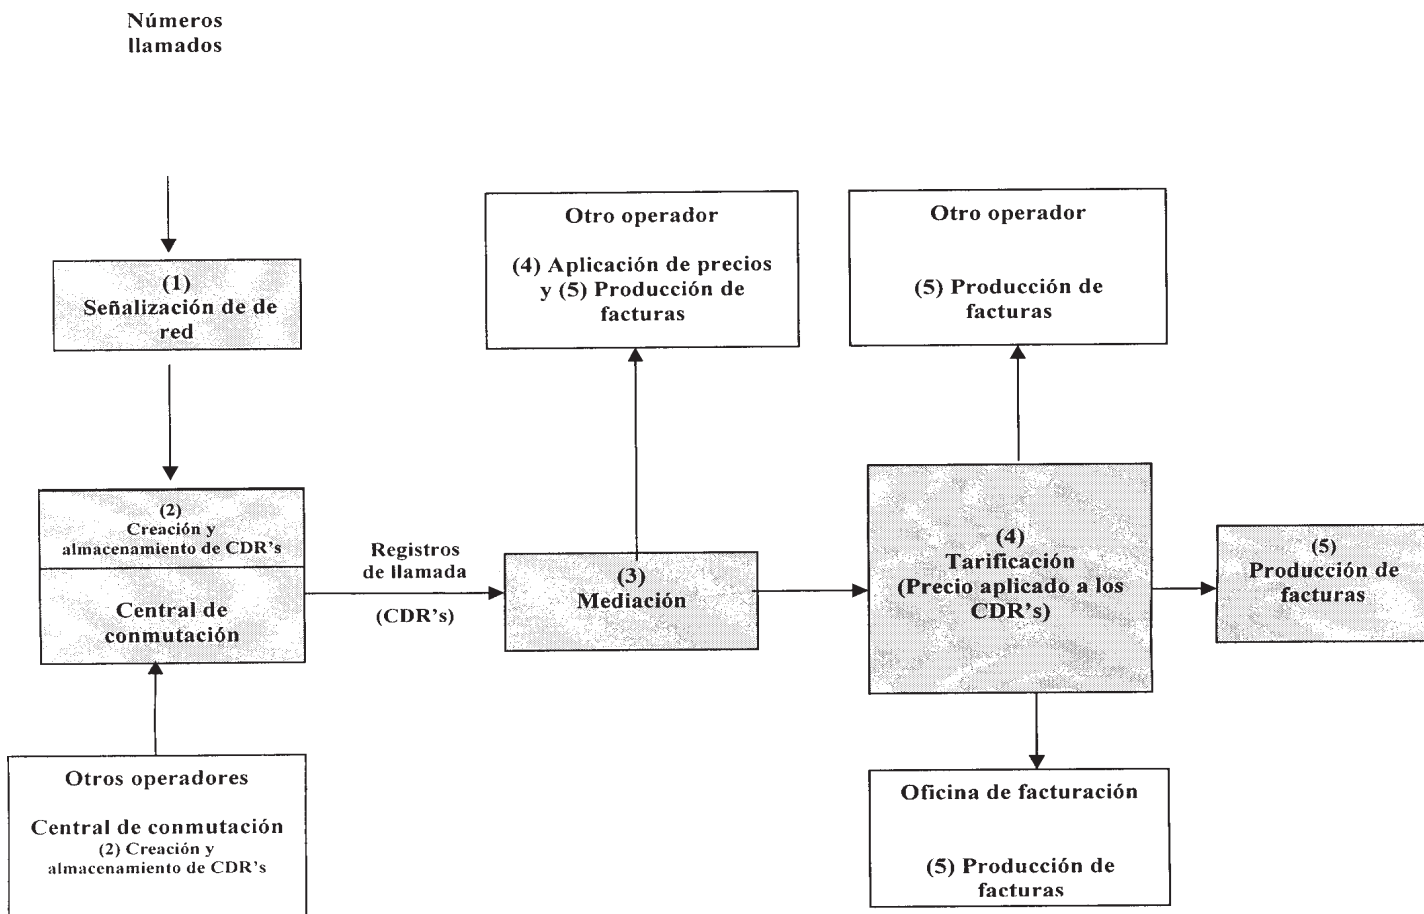 Números
llamados
(1)
Señalización de de
red
(2)
Creación y
almacenamiento de CDR's
Central de
conmutación
Otros operadores
Central de conmutación
(2) Creación y
almacenamiento de CDR's
Registros
de llamada
(CDR's)
Otro operador
(4) Aplicación de precios
y (5) Producción de
facturas
(3)
Mediación
Otro operador
(5) Producción de
facturas
(4)
Tarificación
(Precio aplicado a los
CDR's)
Oficina de facturación
(5) Producción de
facturas
(5)
Producción de
facturas